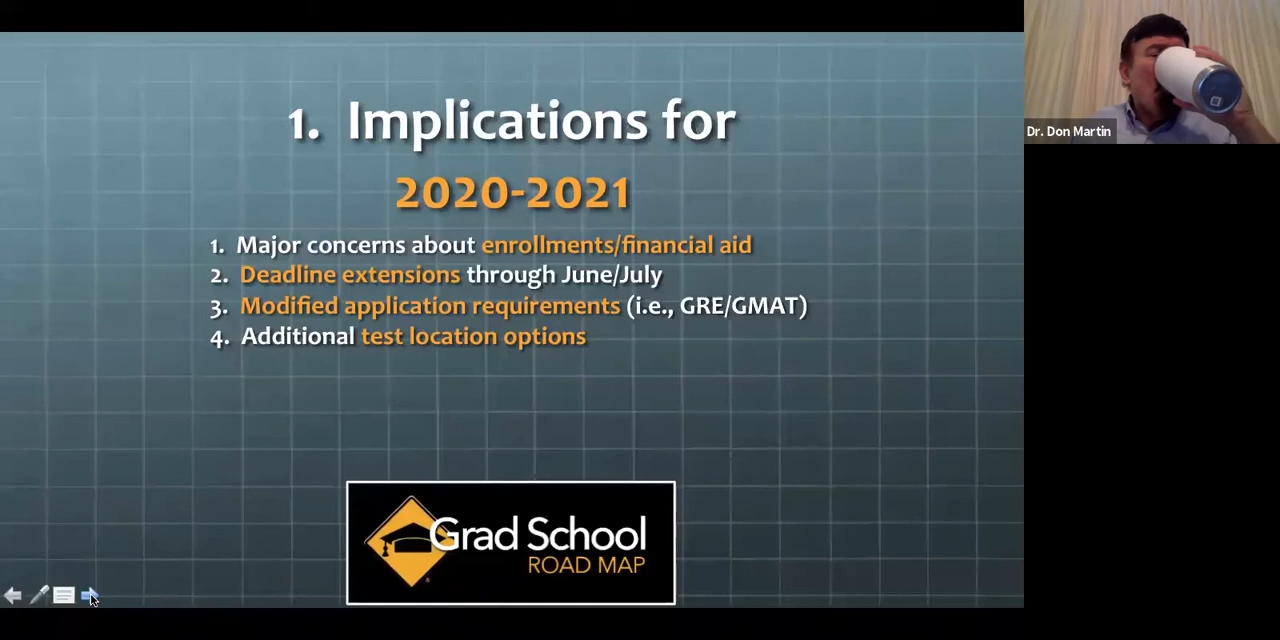 1. Implications for
2020-2021
1. Major concerns about enrollments/financial aid
2. Deadline extensions through June/July
3. Modified application requirements (i.e., GRE/GMAT)
4. Additional test location options
Grad School
ROAD MAP
Dr. Don Martin